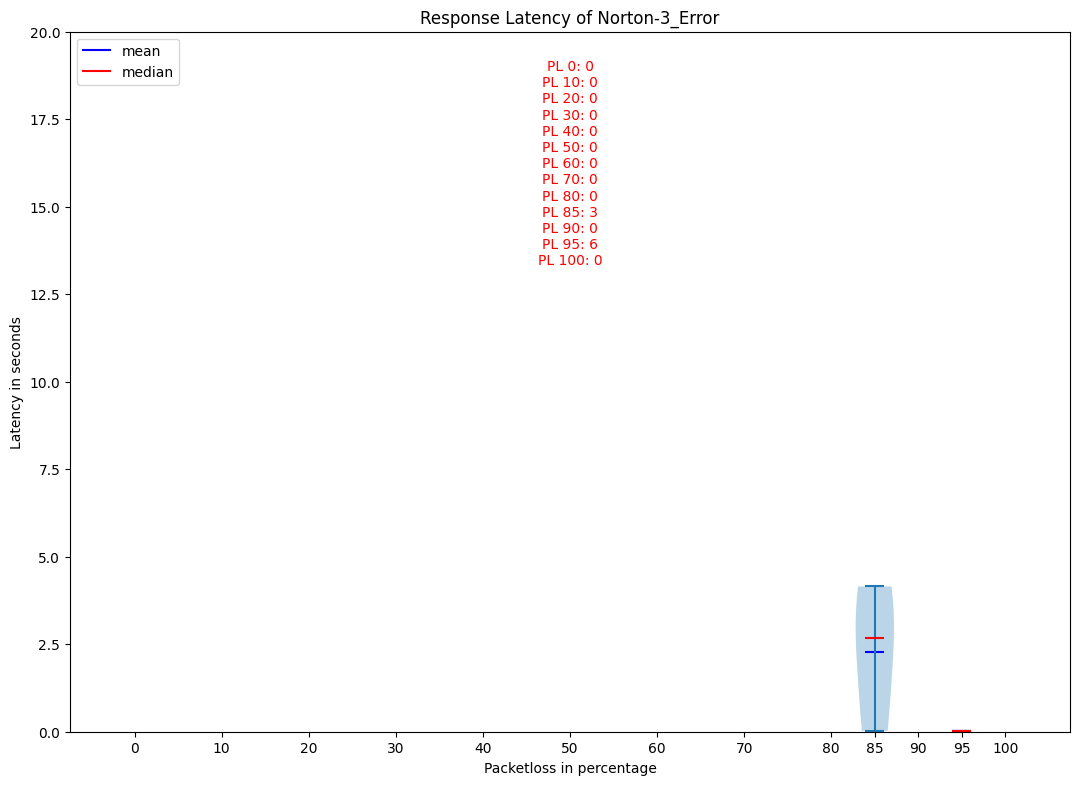 Response Latency of Norton-3_Error
mean
median
PL 0: 0
PL 10: 0
PL 20: 0
PL 30: 0
PL 40: 0
PL 50: 0
PL 60: 0
PL 70: 0
PL 80: 0
PL 85: 3
PL 90: 0
PL 95: 6
PL 100: 0
20.0
17.5
15.0
12.5
10.0
7.5
5.0
2.5
0.0
Latency in seconds
0 10 20 30 40 50 60 70 80 85 90 95 100
Packetloss in percentage